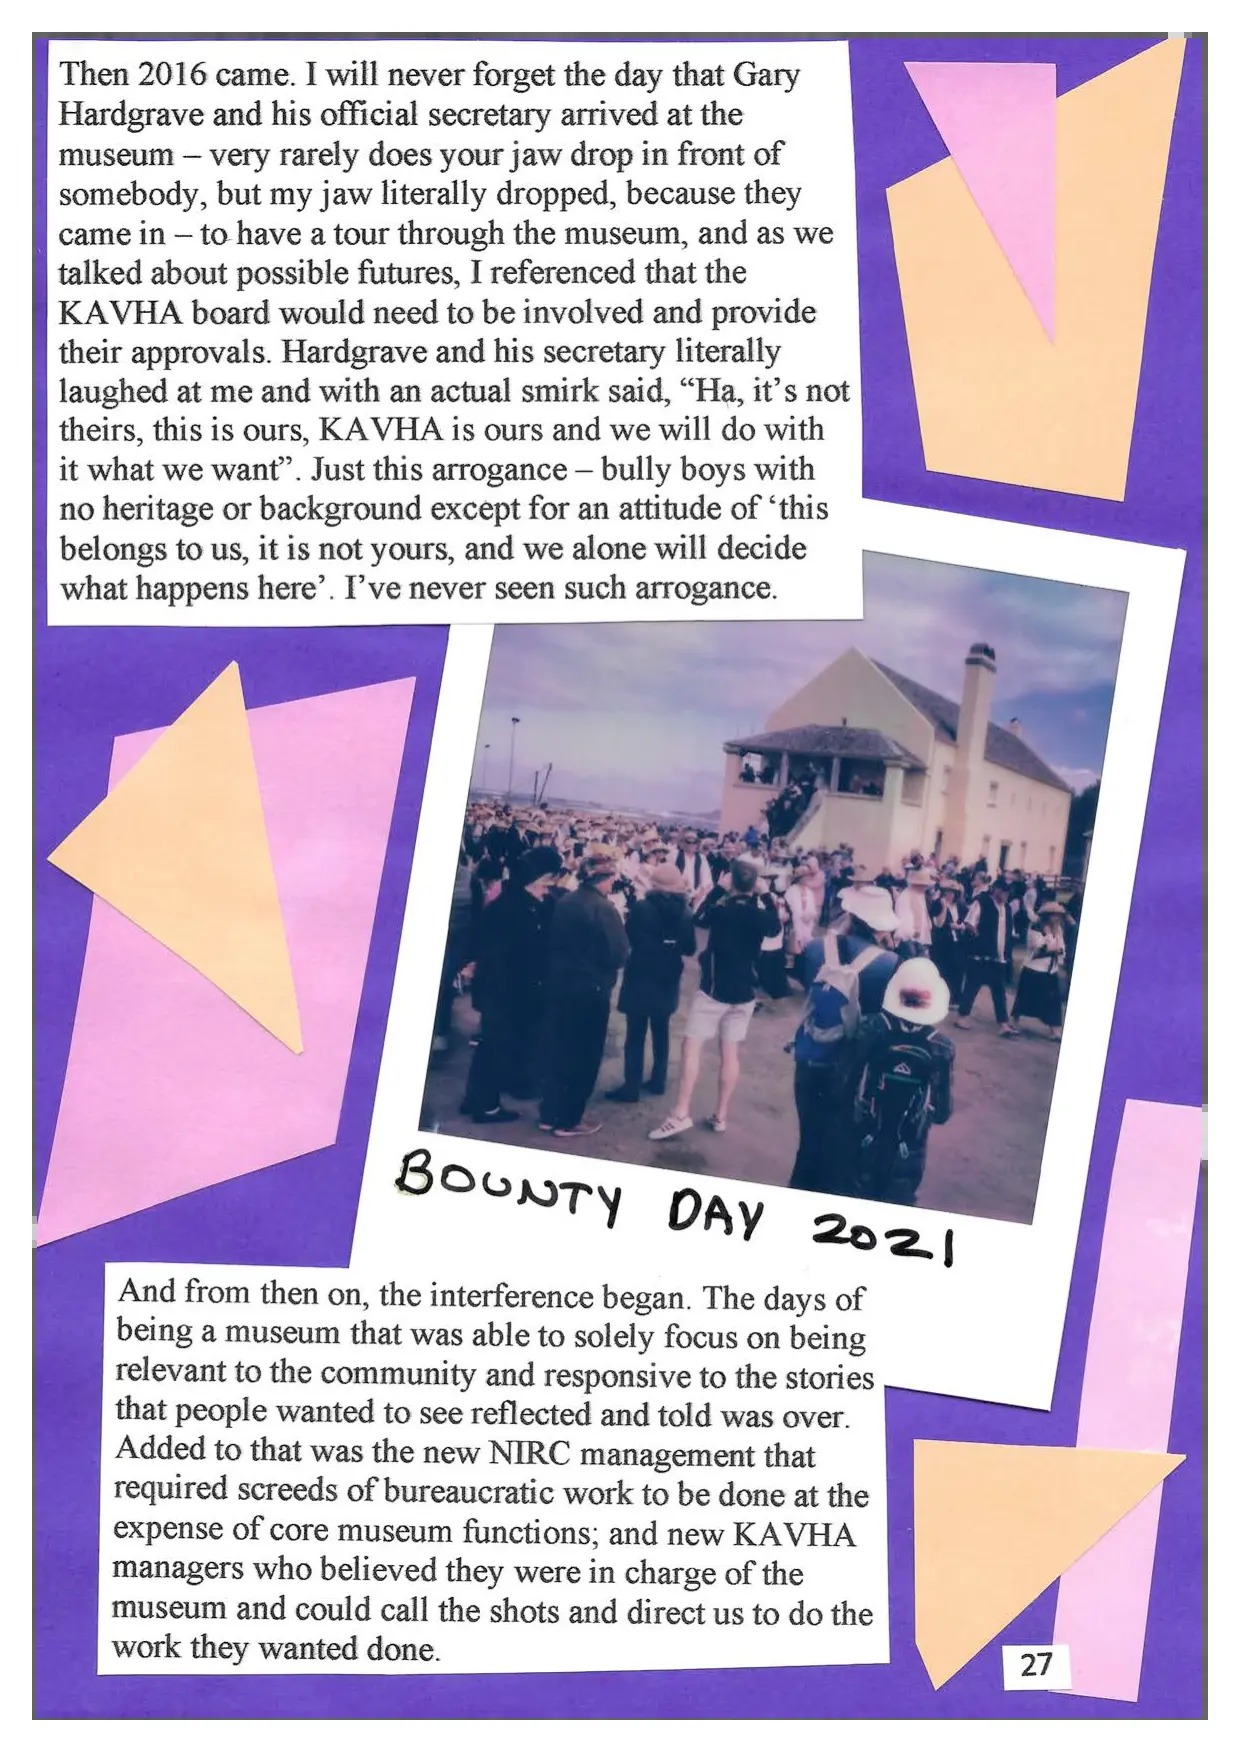 Then 2016 came. I will never forget the day that Gary
Hardgrave and his official secretary arrived at the
museum – very rarely does your jaw drop in front of
somebody, but my jaw literally dropped, because they
came in – to have a tour through the museum, and as we
talked about possible futures, I referenced that the
KAVHA board would need to be involved and provide
their approvals. Hardgrave and his secretary literally
laughed at me and with an actual smirk said, “Ha, it’s not
theirs, this is ours, KAVHA is ours and we will do with
it what we want”. Just this arrogance – bully boys with
no heritage or background except for an attitude of ‘this
belongs to us, it is not yours, and we alone will decide
what happens here’. I’ve never seen such arrogance.
BOUNTY DAY 2021
And from then on, the interference began. The days of
being a museum that was able to solely focus on being
relevant to the community and responsive to the stories
that people wanted to see reflected and told was over.
Added to that was the new NIRC management that
required screeds of bureaucratic work to be done at the
expense of core museum functions; and new KAVHA
managers who believed they were in charge of the
museum and could call the shots and direct us to do the
work they wanted done.
27